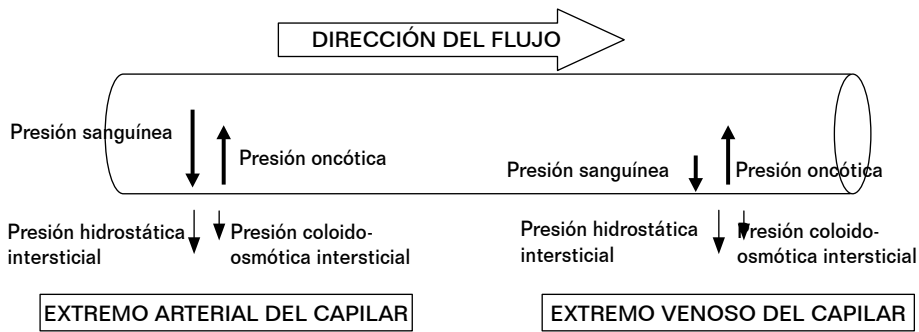 DIRECCIÓN DEL FLUJO
Presión sanguínea
Presión oncótica
Presión sanguínea
Presión oncótica
Presión hidrostática
intersticial
Presión coloido-
osmótica intersticial
Presión hidrostática
intersticial
Presión coloido-
osmótica intersticial
EXTREMO ARTERIAL DEL CAPILAR
EXTREMO VENOSO DEL CAPILAR